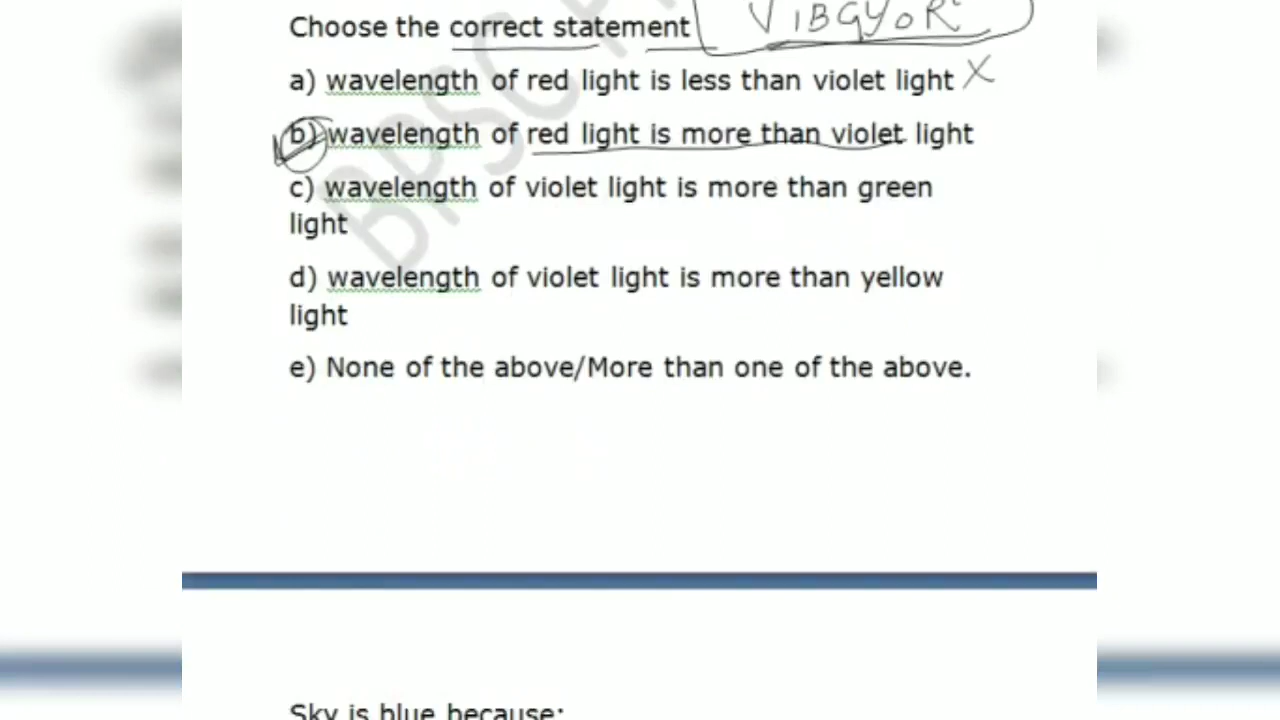 Choose the correct statement VIBGYOR
a) wavelength of red light is less than violet light X
b) wavelength of red light is more than violet light
c) wavelength of violet light is more than green
light
d) wavelength of violet light is more than yellow
light
e) None of the above/More than one of the above.
Sky is blue because:
BPSC